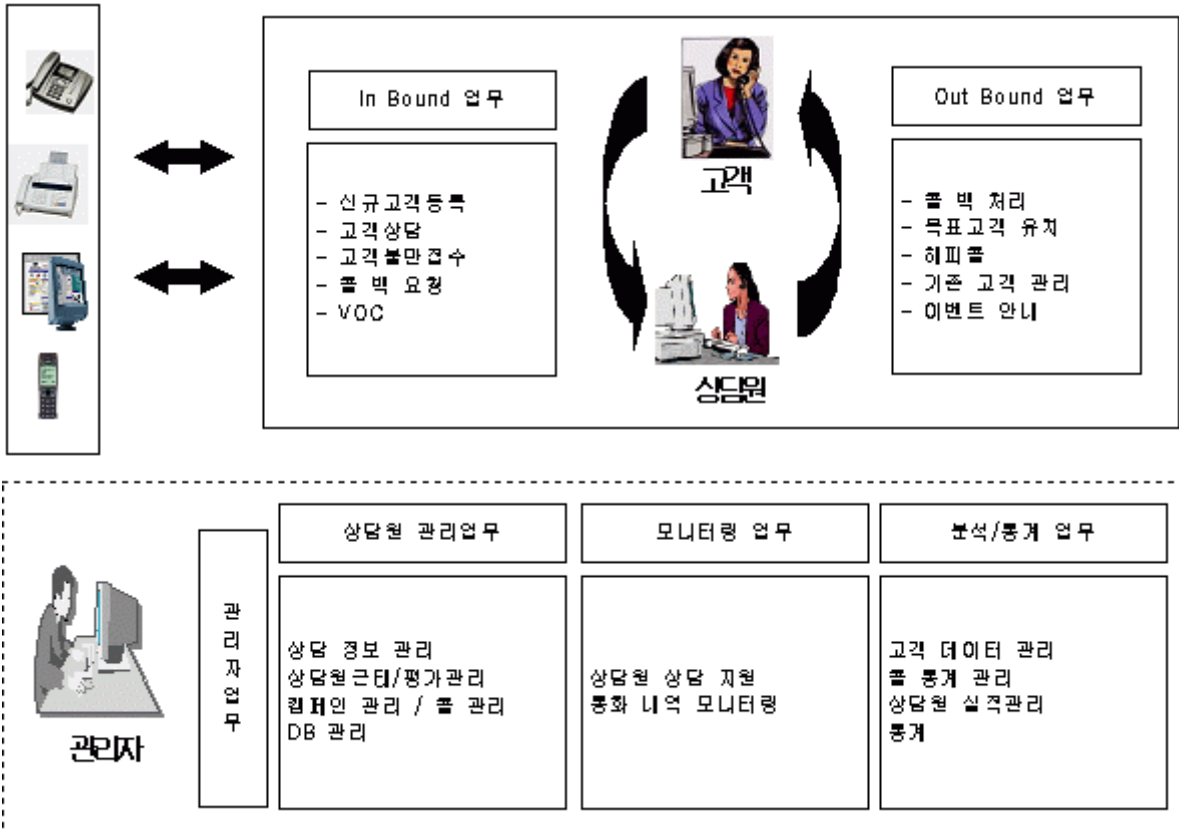 In Bound 업무
- 신규고객등록
- 고객상담
- 고객불만접수
- 콜 백 요청
- VOC
고객
상담원
Out Bound 업무
- 콜 백 처리
- 목표고객 유치
- 해피콜
- 기존 고객 관리
- 이벤트 안내
관리자
관리자업무
상담원 관리업무
상담 정보 관리
상담원근태/평가관리
캠페인 관리 / 콜 관리
DB 관리
모니터링 업무
상담원 상담 지원
통화 내역 모니터링
분석/통계 업무
고객 데이터 관리
콜 통계 관리
상담원 실적관리
통계